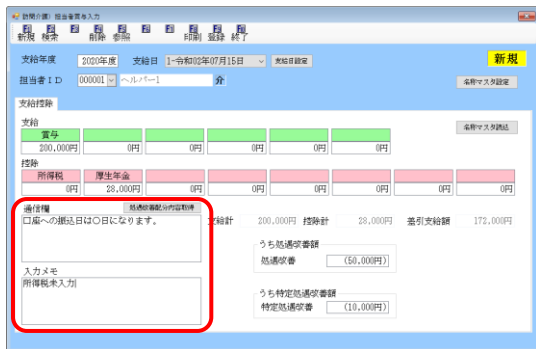 訪問介護) 担当者賞与入力
新規 検索 削除 参照 印刷 登録 終了
支給年度 2020年度 支給日 1-令和02年07月15日 支給日設定 新規
担当者ID 000001 ヘルパー1 介 名称マスタ設定
支給控除
支給 名称マスタ読込
賞与
200,000円 0円 0円 0円 0円 0円
控除
所得税 厚生年金
0円 28,000円 0円 0円 0円 0円 0円
通信欄 処遇改善配分内容取得
口座への振込日は〇日になります。
支給計 200,000円 控除計 28,000円 差引支給額 172,000円
うち処遇改善額
処遇改善 (50,000円)
入力メモ
所得税未入力
うち特定処遇改善額
特定処遇改善 (10,000円)